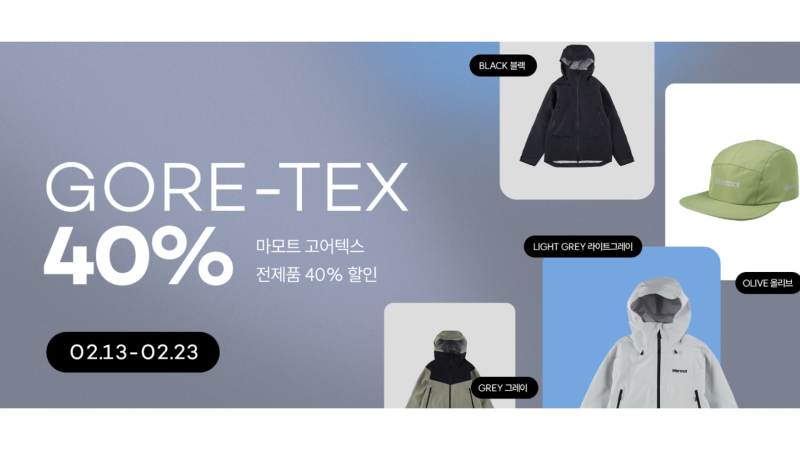 GORE-TEX
40%
마모트 고어텍스
전제품 40% 할인
02.13-02.23
BLACK 블랙
LIGHT GREY 라이트그레이
OLIVE 올리브
GREY 그레이
Marmot
Marmot